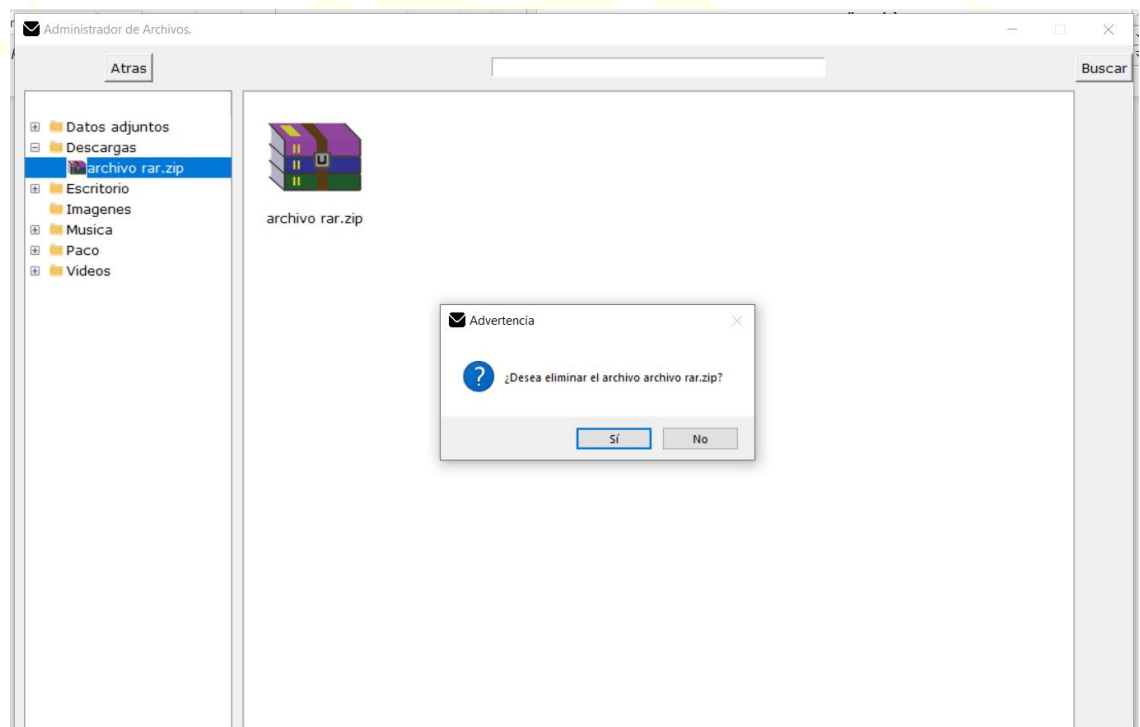 Administrador de Archivos.
Atras
Buscar
Datos adjuntos
Descargas
archivo rar.zip
Escritorio
Imagenes
Musica
Paco
Videos
archivo rar.zip
Advertencia
¿Desea eliminar el archivo archivo rar.zip?
Sí
No